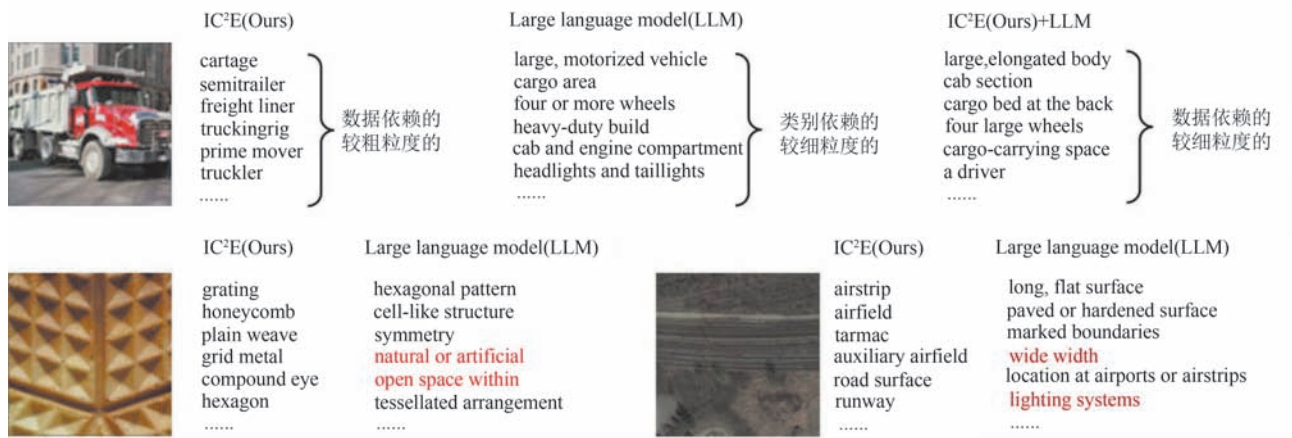 IC²E(Ours)
cartage
semitrailer
freight liner
truckingrig
prime mover
truckler
......
数据依赖的
较粗粒度的
Large language model(LLM)
large, motorized vehicle
cargo area
four or more wheels
heavy-duty build
cab and engine compartment
headlights and taillights
......
类别依赖的
较细粒度的
IC²E(Ours)+LLM
large,elongated body
cab section
cargo bed at the back
four large wheels
cargo-carrying space
a driver
......
数据依赖的
较细粒度的
IC²E(Ours)
grating
honeycomb
plain weave
grid metal
compound eye
hexagon
......
Large language model(LLM)
hexagonal pattern
cell-like structure
symmetry
natural or artificial
open space within
tessellated arrangement
......
IC²E(Ours)
airstrip
airfield
tarmac
auxiliary airfield
road surface
runway
......
Large language model(LLM)
long, flat surface
paved or hardened surface
marked boundaries
wide width
location at airports or airstrips
lighting systems
......